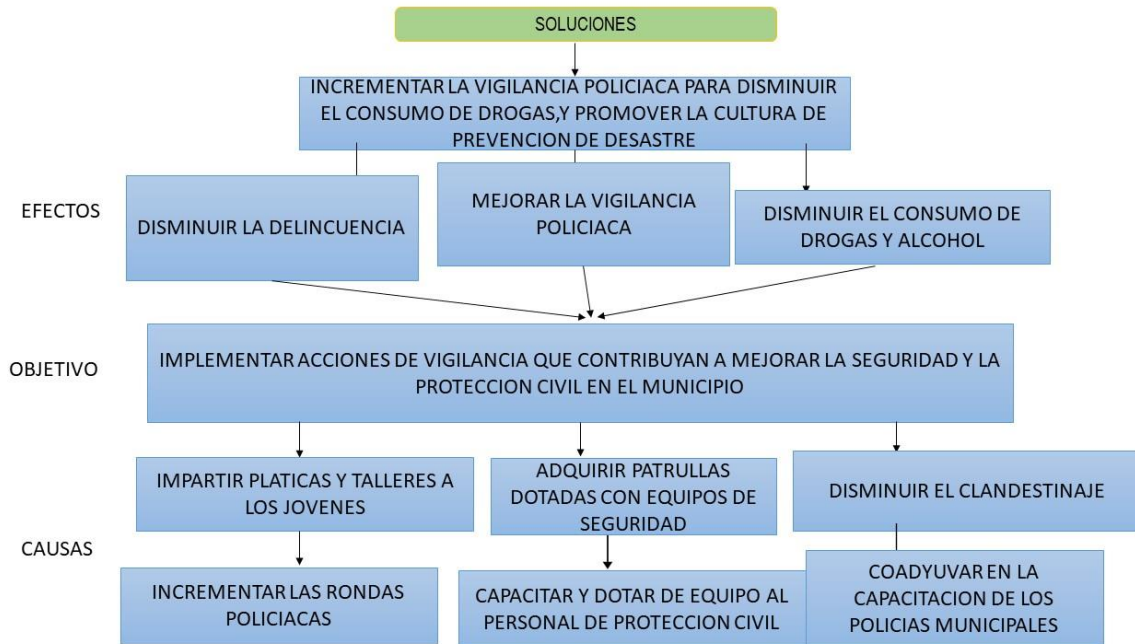 SOLUCIONES
INCREMENTAR LA VIGILANCIA POLICIACA PARA DISMINUIR
EL CONSUMO DE DROGAS,Y PROMOVER LA CULTURA DE
PREVENCION DE DESASTRE
EFECTOS
DISMINUIR LA DELINCUENCIA
MEJORAR LA VIGILANCIA
POLICIACA
DISMINUIR EL CONSUMO DE
DROGAS Y ALCOHOL
OBJETIVO
IMPLEMENTAR ACCIONES DE VIGILANCIA QUE CONTRIBUYAN A MEJORAR LA SEGURIDAD Y LA
PROTECCION CIVIL EN EL MUNICIPIO
IMPARTIR PLATICAS Y TALLERES A
LOS JOVENES
ADQUIRIR PATRULLAS
DOTADAS CON EQUIPOS DE
SEGURIDAD
DISMINUIR EL CLANDESTINAJE
CAUSAS
INCREMENTAR LAS RONDAS
POLICIACAS
CAPACITAR Y DOTAR DE EQUIPO AL
PERSONAL DE PROTECCION CIVIL
COADYUVAR EN LA
CAPACITACION DE LOS
POLICIAS MUNICIPALES